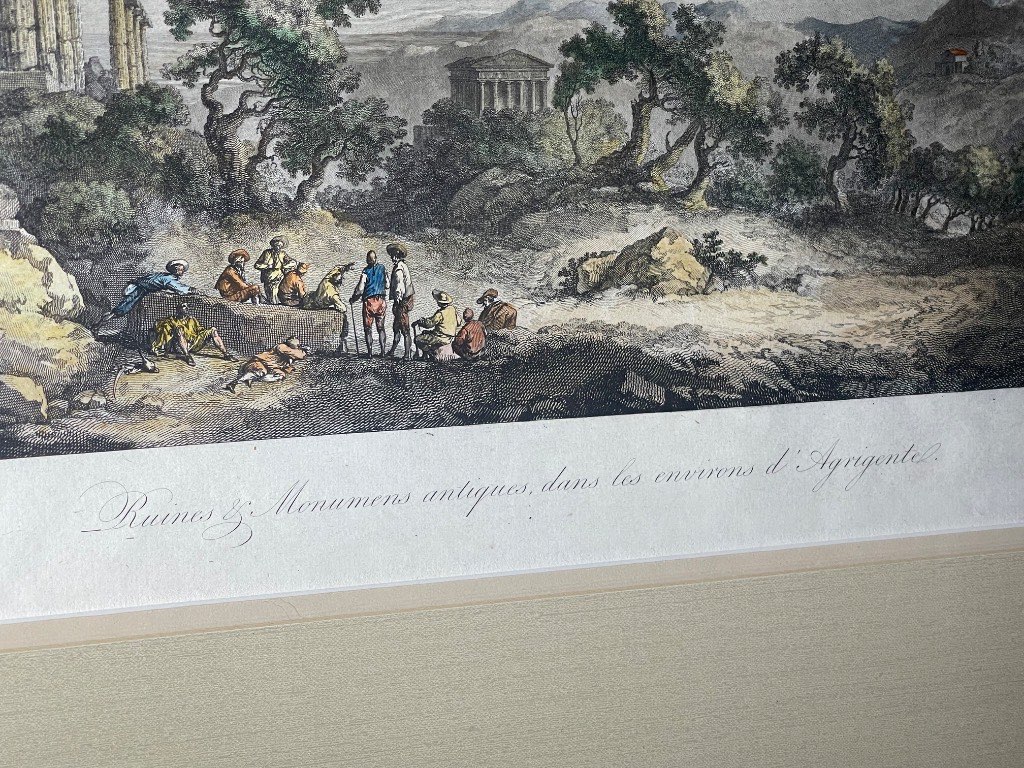 Ruines & Monumens antiques, dans les environs d'Agrigente.